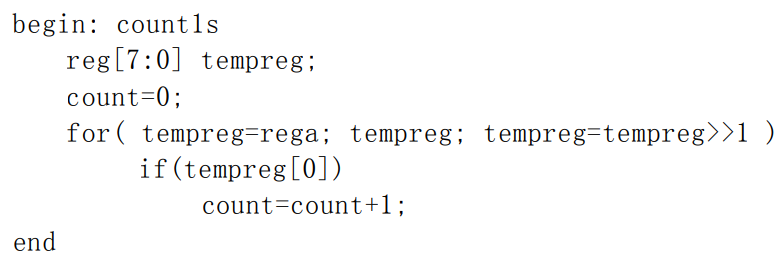 begin: count1s
reg[7:0] tempreg;
count=0;
for( tempreg=rega; tempreg; tempreg=tempreg>>1 )
if(tempreg[0])
count=count+1;
end